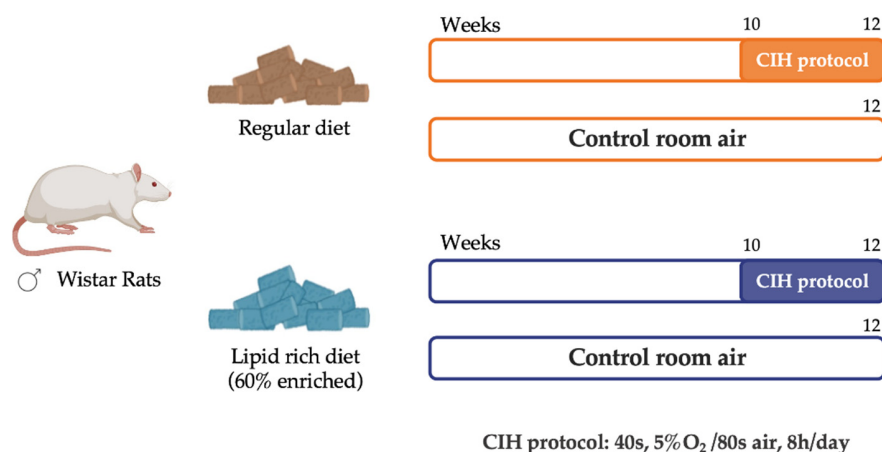 Weeks
10
12
CIH protocol
Regular diet
12
Control room air
♂ Wistar Rats
Weeks
10
12
CIH protocol
Lipid rich diet
(60% enriched)
12
Control room air
CIH protocol: 40s, 5% O₂ /80s air, 8h/day